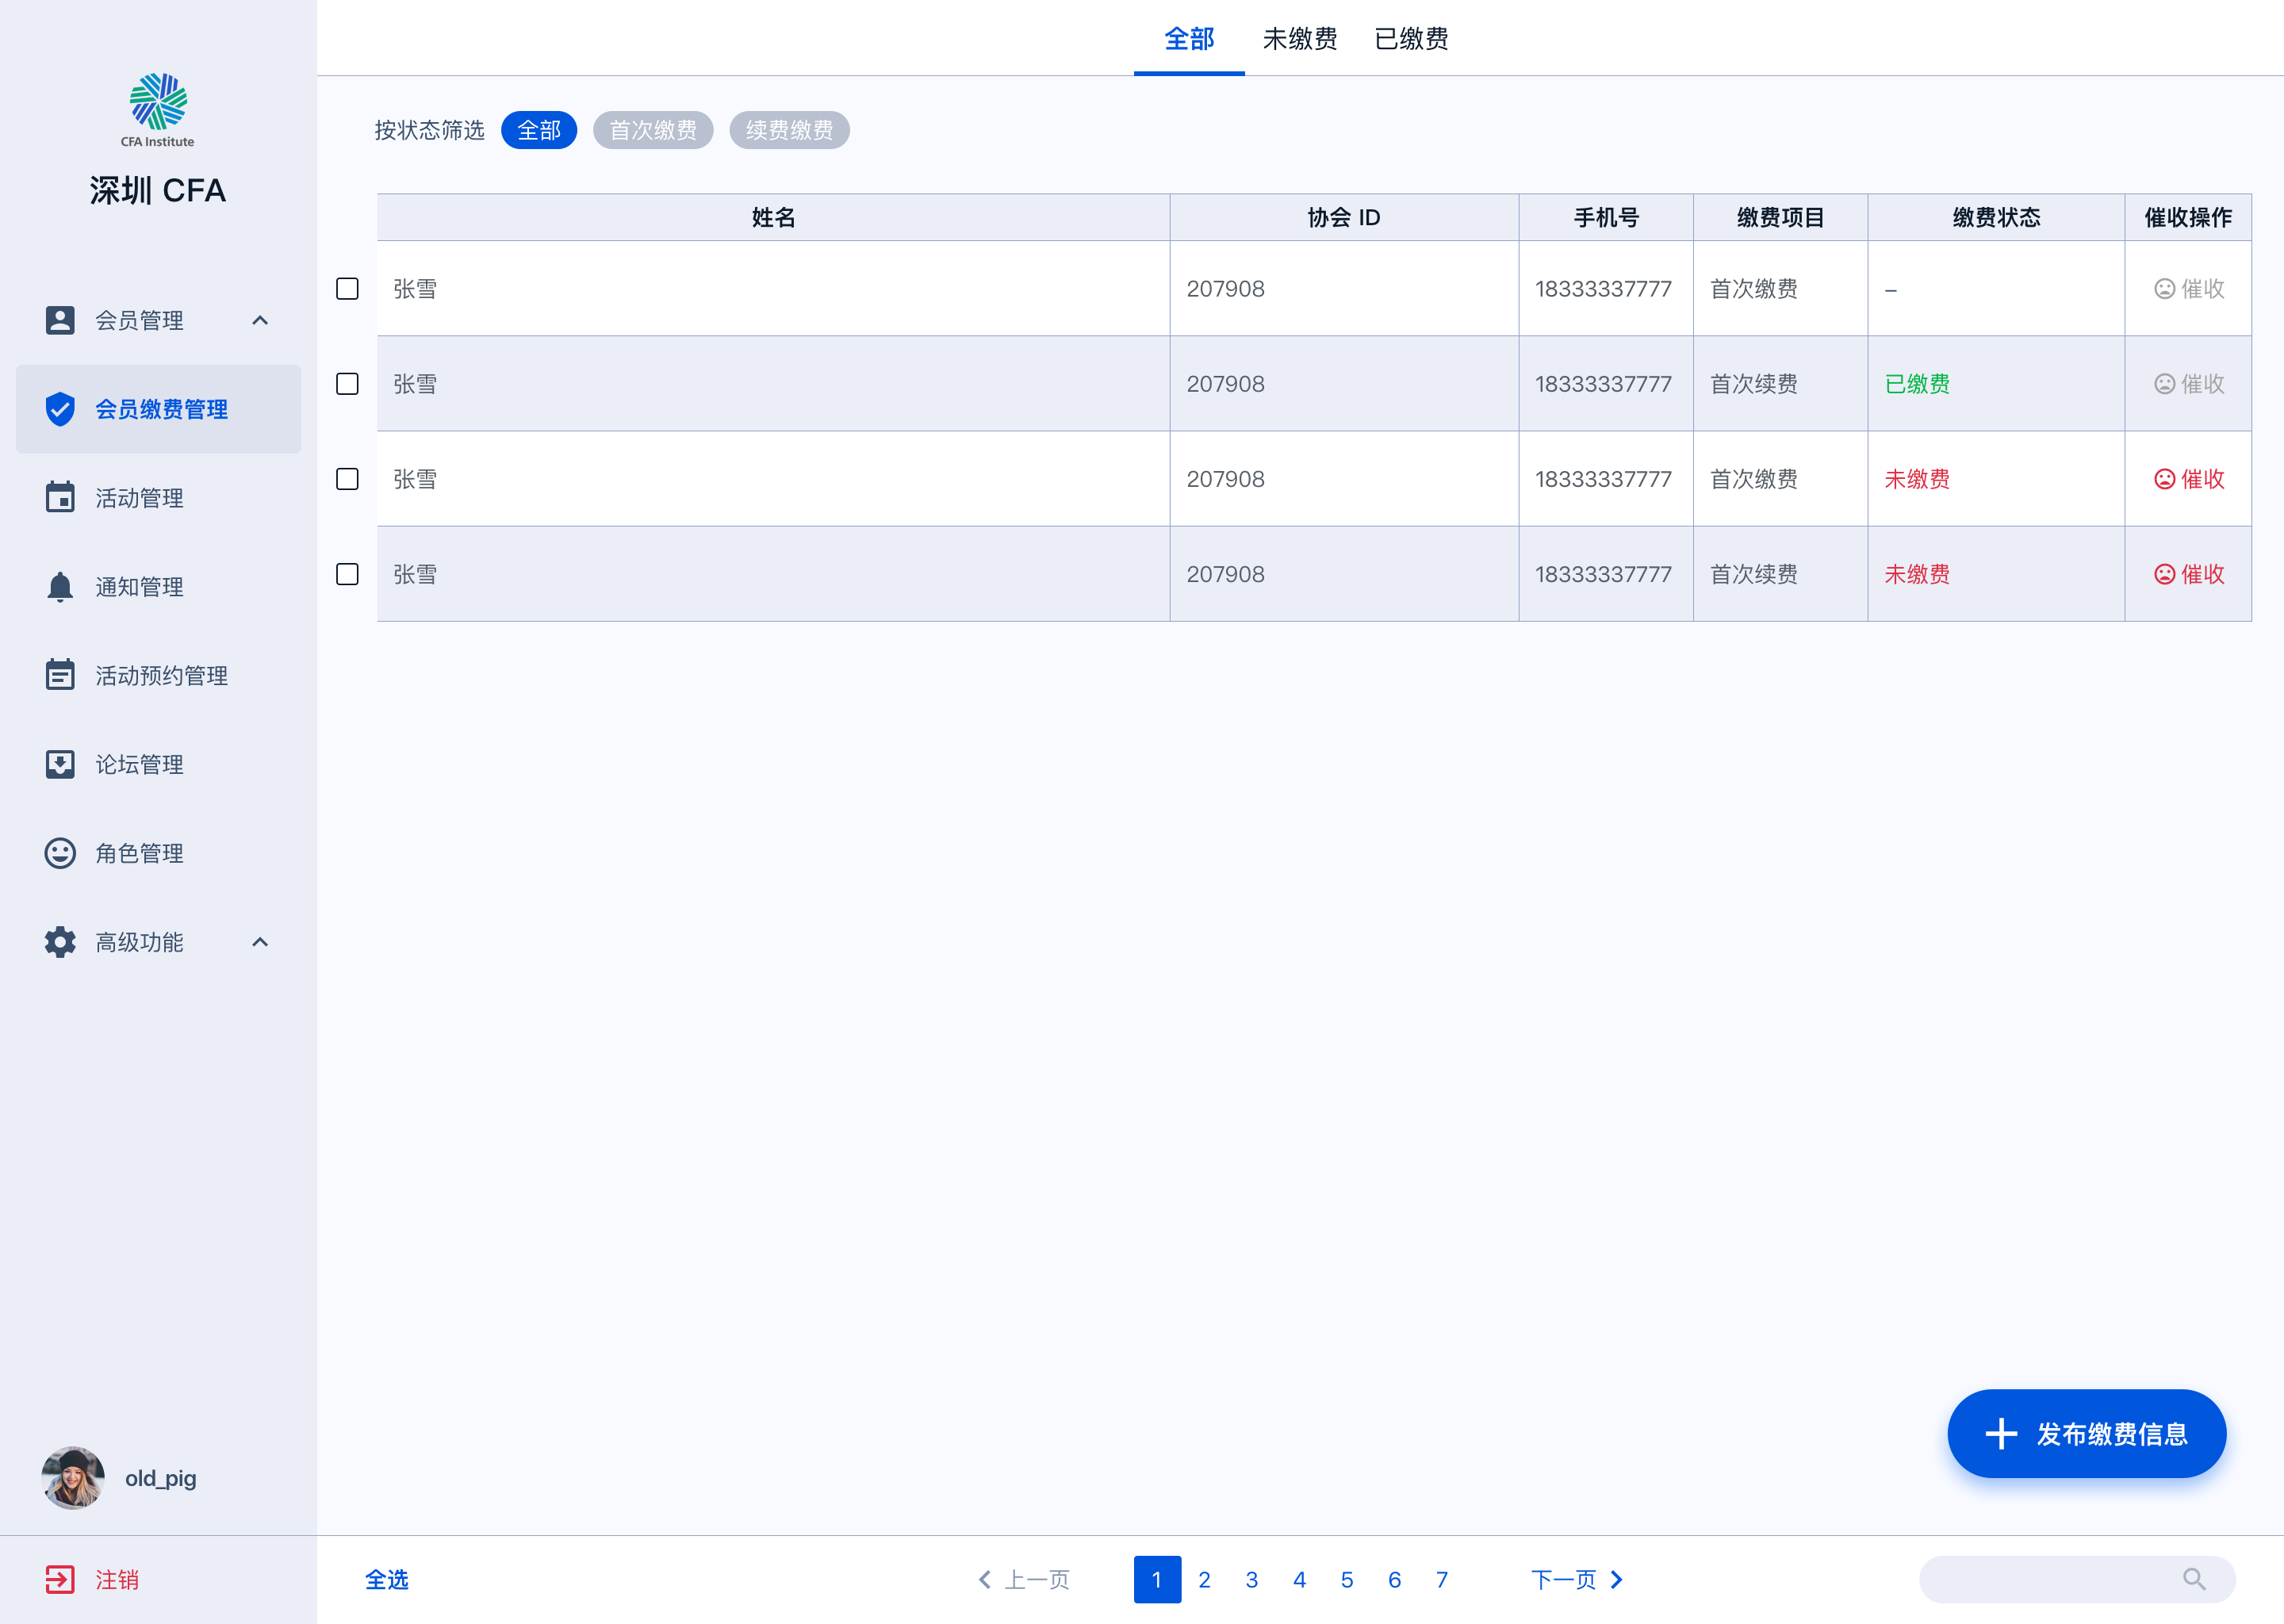 CFA Institute
深圳 CFA
会员管理
会员缴费管理
活动管理
通知管理
活动预约管理
论坛管理
角色管理
高级功能
old_pig
注销
全部 未缴费 已缴费
按状态筛选 全部 首次缴费 续费缴费
姓名 协会 ID 手机号 缴费项目 缴费状态 催收操作
张雪 207908 18333337777 首次缴费 – 催收
张雪 207908 18333337777 首次续费 已缴费 催收
张雪 207908 18333337777 首次缴费 未缴费 催收
张雪 207908 18333337777 首次续费 未缴费 催收
发布缴费信息
全选 上一页 1 2 3 4 5 6 7 下一页